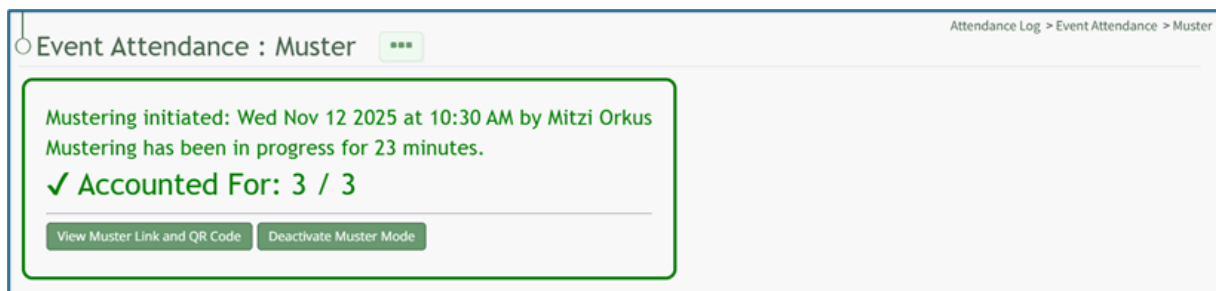 Attendance Log > Event Attendance > Muster
Event Attendance : Muster
Mustering initiated: Wed Nov 12 2025 at 10:30 AM by Mitzi Orkus
Mustering has been in progress for 23 minutes.
✓ Accounted For: 3 / 3
View Muster Link and QR Code
Deactivate Muster Mode